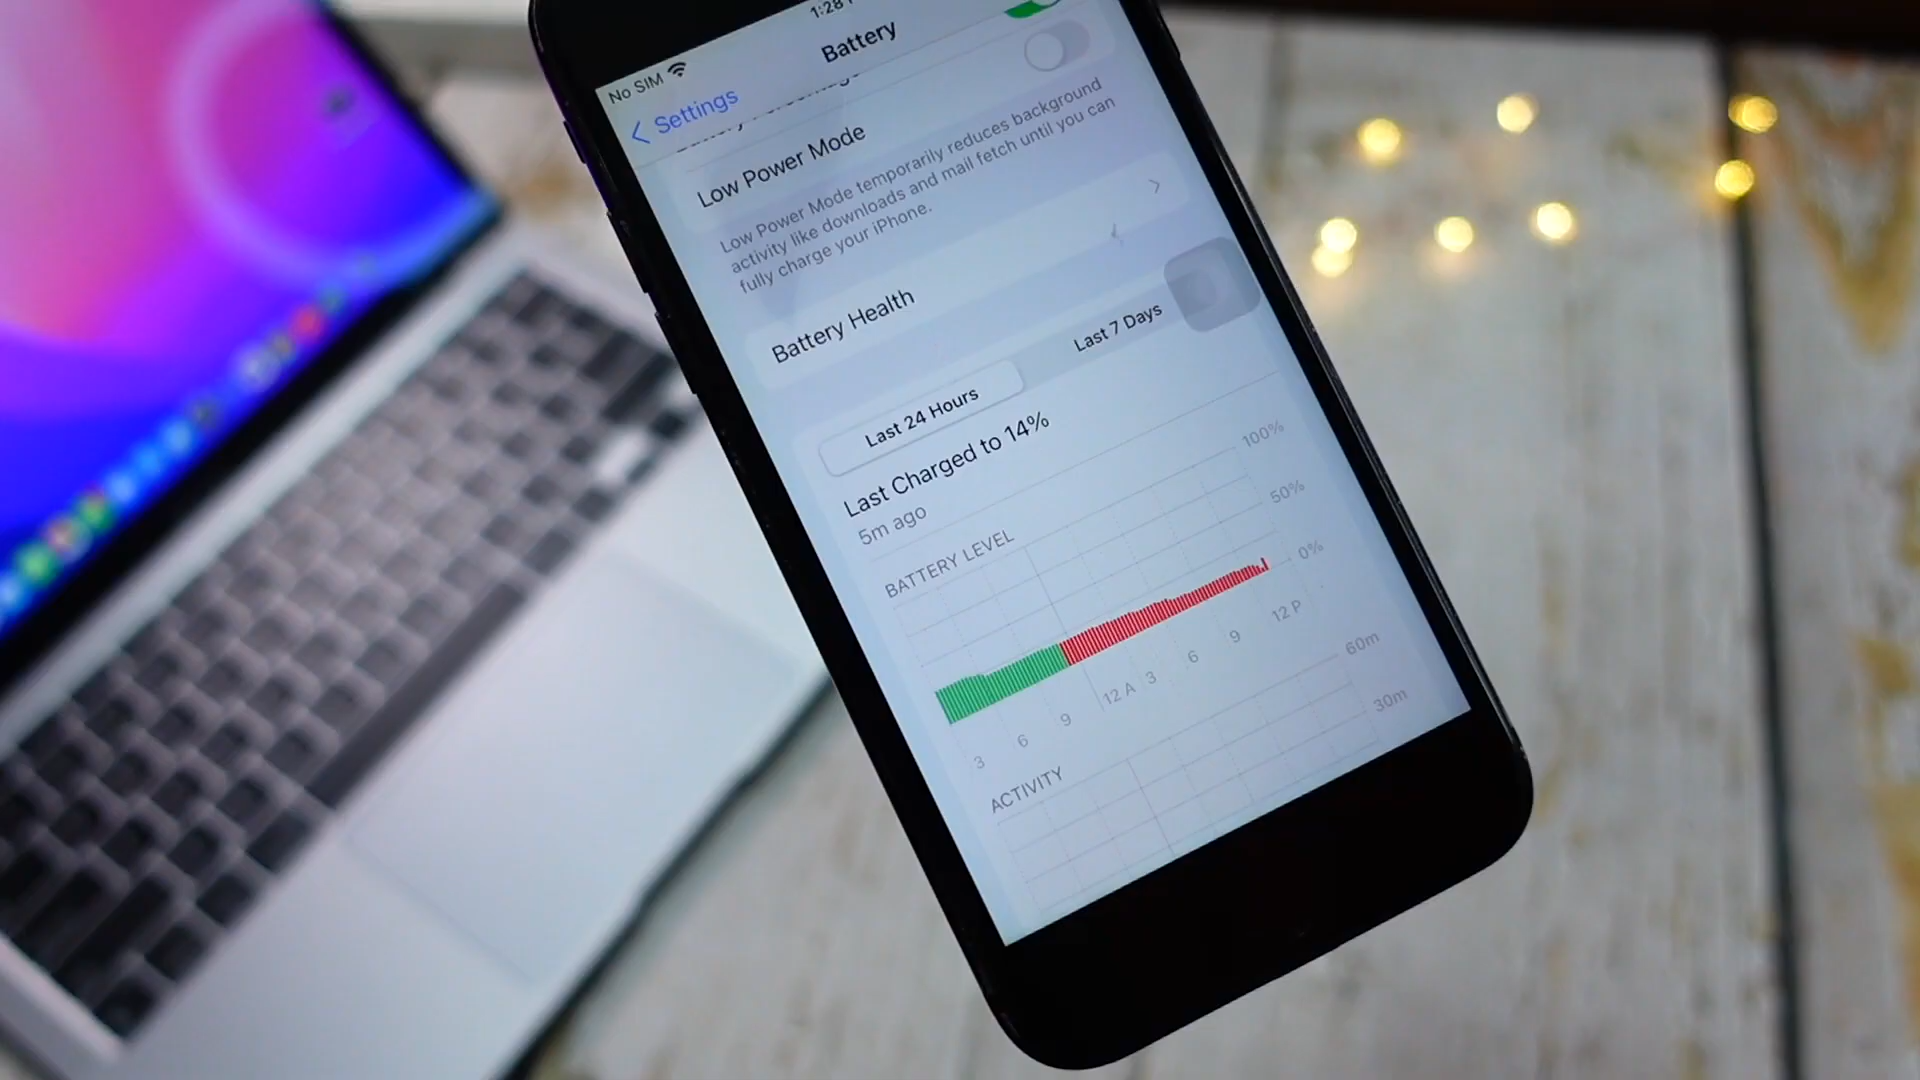 1:28
No SIM
Battery
Settings
Low Power Mode
Low Power Mode temporarily reduces background
activity like downloads and mail fetch until you can
fully charge your iPhone.
Battery Health
Last 24 Hours
Last 7 Days
Last Charged to 14%
5m ago
BATTERY LEVEL
100%
50%
0%
3 6 9 12 A 3 6 9 12 P
ACTIVITY
60m
30m